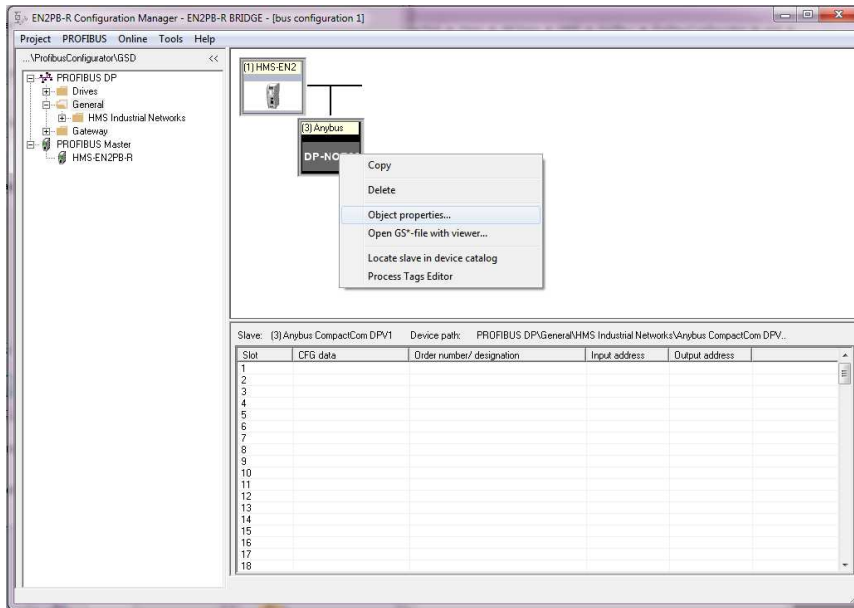 EN2PB-R Configuration Manager - EN2PB-R BRIDGE - [bus configuration 1]
Project PROFIBUS Online Tools Help
...\ProfibusConfigurator\GSD <<
PROFIBUS DP
Drives
General
HMS Industrial Networks
Gateway
PROFIBUS Master
HMS-EN2PB-R
(1) HMS-EN2
(3) Anybus
DP-NO
Copy
Delete
Object properties...
Open GS*-file with viewer...
Locate slave in device catalog
Process Tags Editor
Slave: (3) Anybus CompactCom DPV1 Device path: PROFIBUS DP\General\HMS Industrial Networks\Anybus CompactCom DPV..
Slot CFG data Order number/ designation Input address Output address
1
2
3
4
5
6
7
8
9
10
11
12
13
14
15
16
17
18